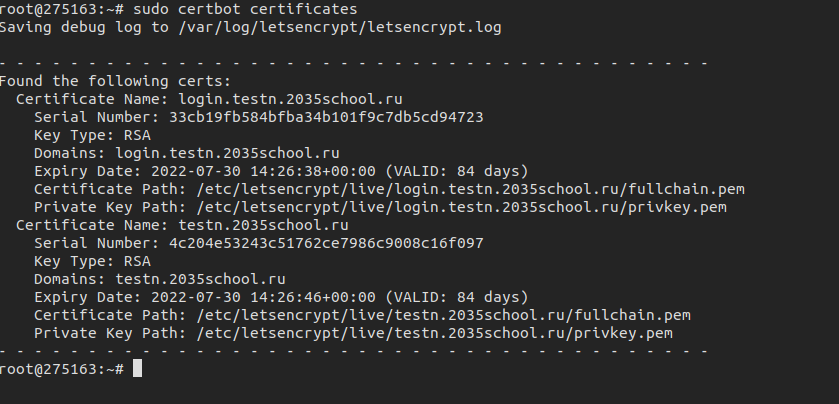 root@275163:~# sudo certbot certificates
Saving debug log to /var/log/letsencrypt/letsencrypt.log
- - - - - - - - - - - - - - - - - - - - - - - - - - - - - - - - - - - - - - - -
Found the following certs:
  Certificate Name: login.testn.2035school.ru
    Serial Number: 33cb19fb584bfba34b101f9c7db5cd94723
    Key Type: RSA
    Domains: login.testn.2035school.ru
    Expiry Date: 2022-07-30 14:26:38+00:00 (VALID: 84 days)
    Certificate Path: /etc/letsencrypt/live/login.testn.2035school.ru/fullchain.pem
    Private Key Path: /etc/letsencrypt/live/login.testn.2035school.ru/privkey.pem
  Certificate Name: testn.2035school.ru
    Serial Number: 4c204e53243c51762ce7986c9008c16f097
    Key Type: RSA
    Domains: testn.2035school.ru
    Expiry Date: 2022-07-30 14:26:46+00:00 (VALID: 84 days)
    Certificate Path: /etc/letsencrypt/live/testn.2035school.ru/fullchain.pem
    Private Key Path: /etc/letsencrypt/live/testn.2035school.ru/privkey.pem
- - - - - - - - - - - - - - - - - - - - - - - - - - - - - - - - - - - - - - - -
root@275163:~#